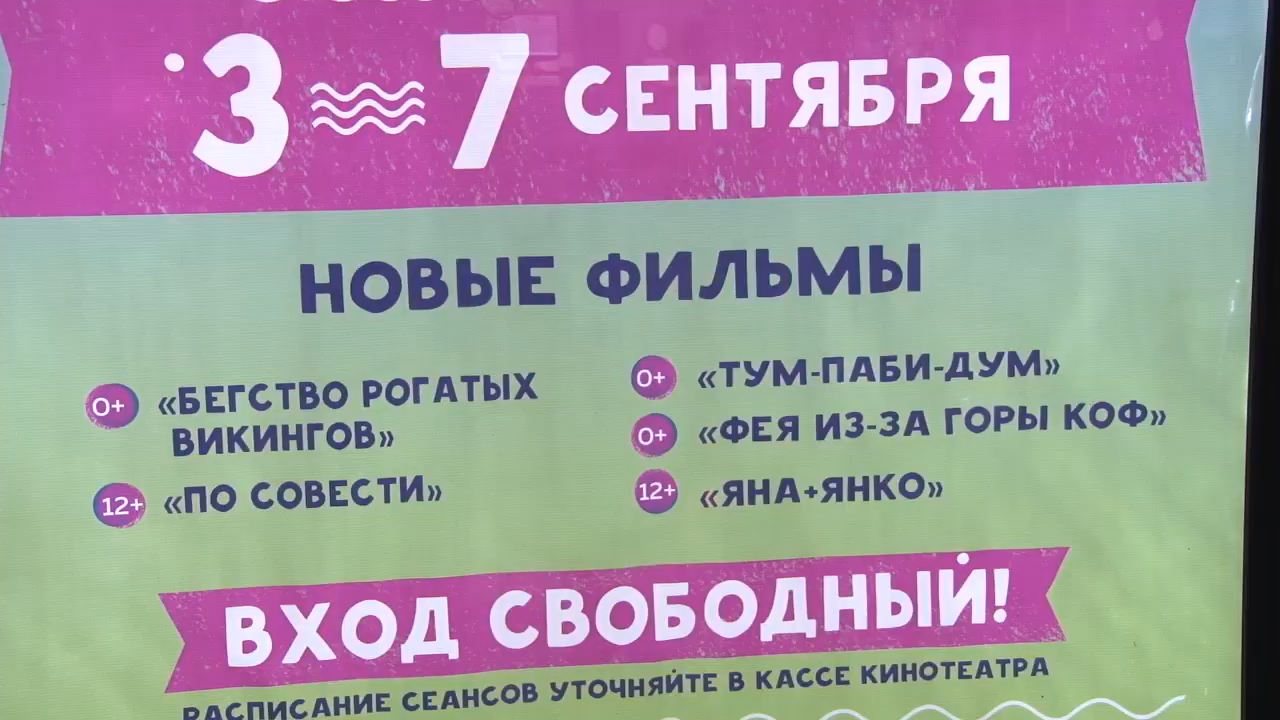 3 7 СЕНТЯБРЯ
НОВЫЕ ФИЛЬМЫ
0+ «БЕГСТВО РОГАТЫХ
ВИКИНГОВ»
12+ «ПО СОВЕСТИ»
0+ «ТУМ-ПАБИ-ДУМ»
0+ «ФЕЯ ИЗ-ЗА ГОРЫ КОФ»
12+ «ЯНА+ЯНКО»
ВХОД СВОБОДНЫЙ!
РАСПИСАНИЕ СЕАНСОВ УТОЧНЯЙТЕ В КАССЕ КИНОТЕАТРА